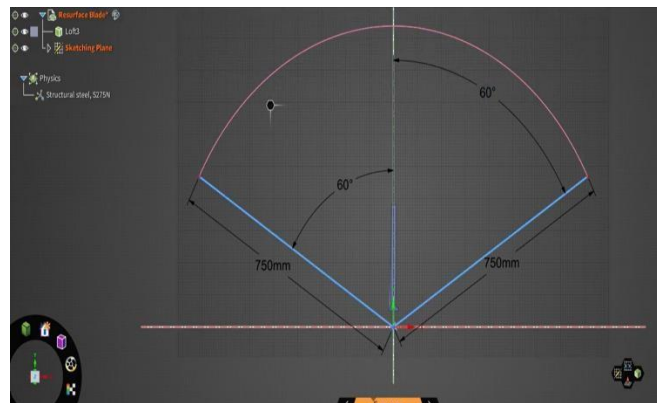 Resurface Blade*
Loft3
Sketching Plane
Physics
Structural steel, S275N
60°
60°
750mm
750mm